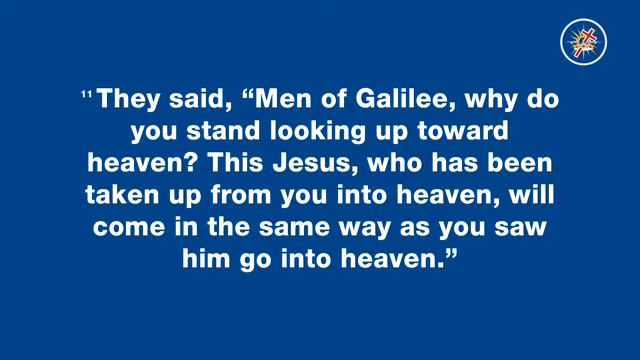 11 They said, “Men of Galilee, why do
you stand looking up toward
heaven? This Jesus, who has been
taken up from you into heaven, will
come in the same way as you saw
him go into heaven.”